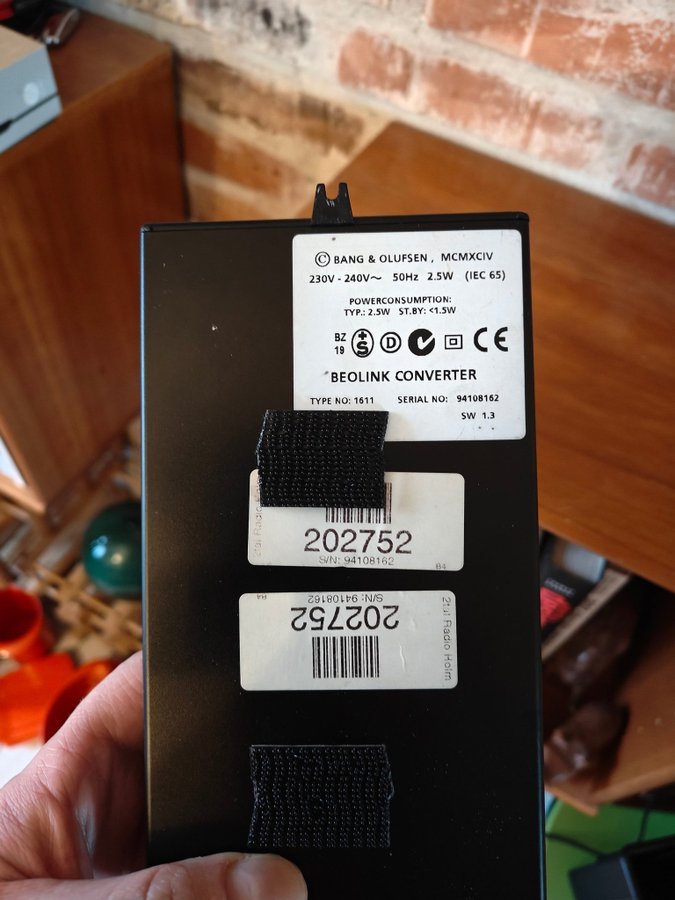 © BANG & OLUFSEN, MCMXCIV
230V - 240V~ 50Hz 2.5W (IEC 65)
POWERCONSUMPTION:
TYP.: 2.5W ST.BY: <1.5W
BZ
19
S D CE
BEOLINK CONVERTER
TYPE NO: 1611 SERIAL NO: 94108162
SW 1.3
202752
S/N: 94108162
B4
B4
S/N: 94108162
202752
Radio Holm